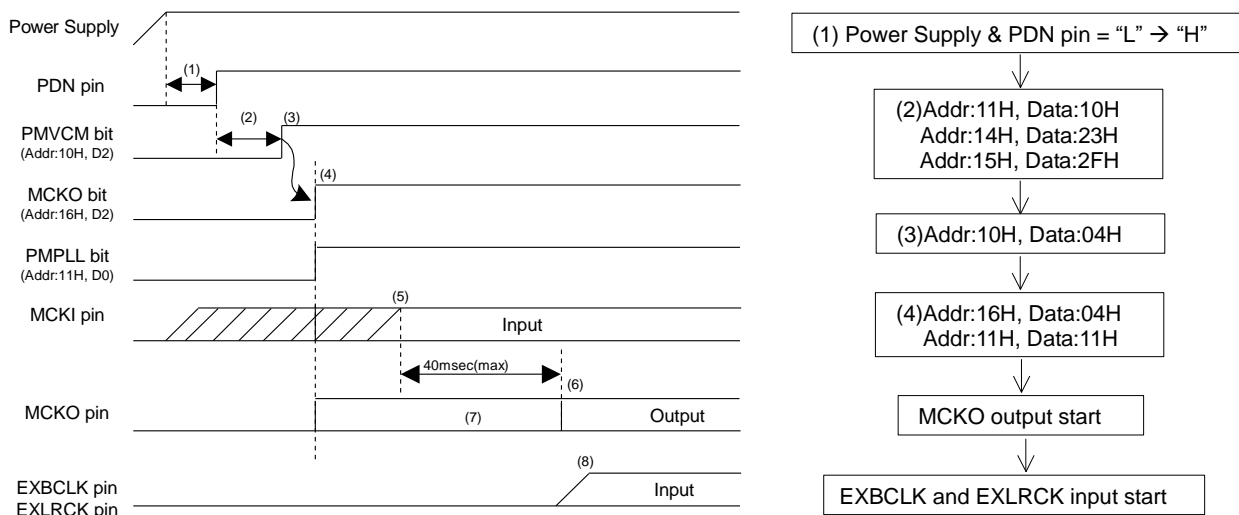 Power Supply
(1)
PDN pin
(2)
(3)
PMVCM bit
(Addr:10H, D2)
(4)
MCKO bit
(Addr:16H, D2)
PMPLL bit
(Addr:11H, D0)
(5)
MCKI pin
Input
40msec(max)
(6)
MCKO pin
(7)
Output
(8)
EXBCLK pin
EXLRCK pin
Input
(1) Power Supply & PDN pin = “L” → “H”
(2)Addr:11H, Data:10H
Addr:14H, Data:23H
Addr:15H, Data:2FH
(3)Addr:10H, Data:04H
(4)Addr:16H, Data:04H
Addr:11H, Data:11H
MCKO output start
EXBCLK and EXLRCK input start